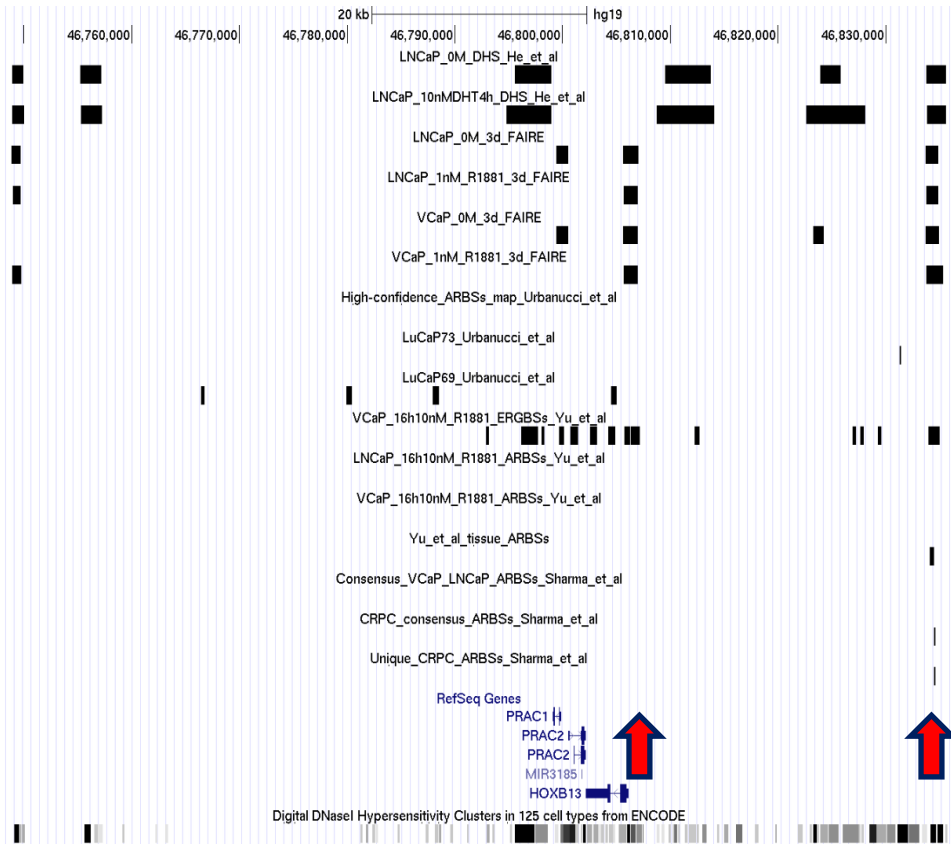 20 kb hg19
46,760,000 46,770,000 46,780,000 46,790,000 46,800,000 46,810,000 46,820,000 46,830,000
LNCaP_0M_DHS_He_et_al
LNCaP_10nMDHT4h_DHS_He_et_al
LNCaP_0M_3d_FAIRE
LNCaP_1nM_R1881_3d_FAIRE
VCaP_0M_3d_FAIRE
VCaP_1nM_R1881_3d_FAIRE
High-confidence_ARBSs_map_Urbanucci_et_al
LuCaP73_Urbanucci_et_al
LuCaP69_Urbanucci_et_al
VCaP_16h10nM_R1881_ERGBSs_Yu_et_al
LNCaP_16h10nM_R1881_ARBSs_Yu_et_al
VCaP_16h10nM_R1881_ARBSs_Yu_et_al
Yu_et_al_tissue_ARBSs
Consensus_VCaP_LNCaP_ARBSs_Sharma_et_al
CRPC_consensus_ARBSs_Sharma_et_al
Unique_CRPC_ARBSs_Sharma_et_al
RefSeq Genes
PRAC1
PRAC2
PRAC2
MIR3185
HOXB13
Digital DNaseI Hypersensitivity Clusters in 125 cell types from ENCODE